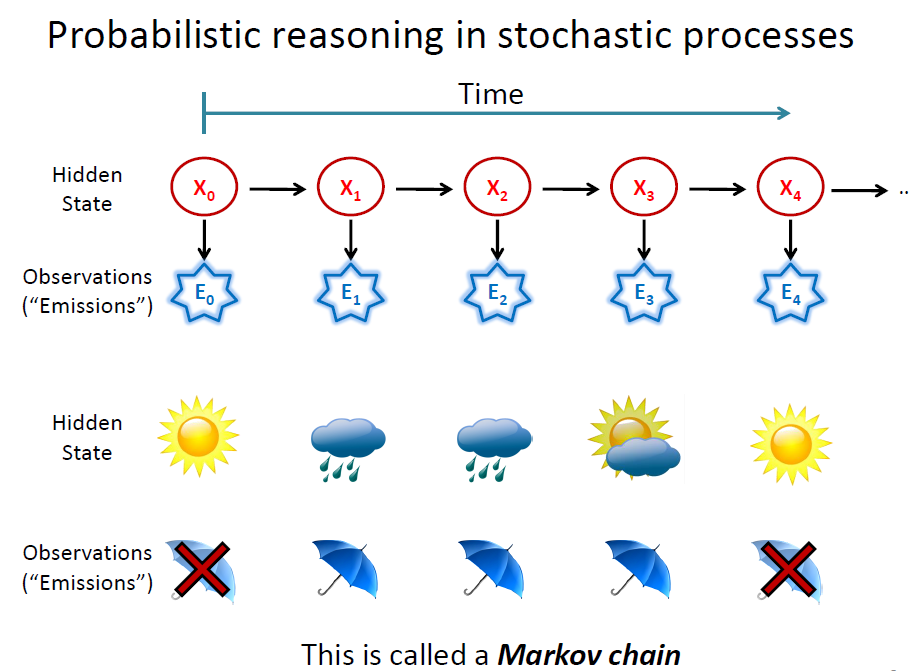 Probabilistic reasoning in stochastic processes
Time
Hidden
State
X₀
X₁
X₂
X₃
X₄
..
Observations
(“Emissions”)
E₀
E₁
E₂
E₃
E₄
Hidden
State
Observations
(“Emissions”)
This is called a Markov chain